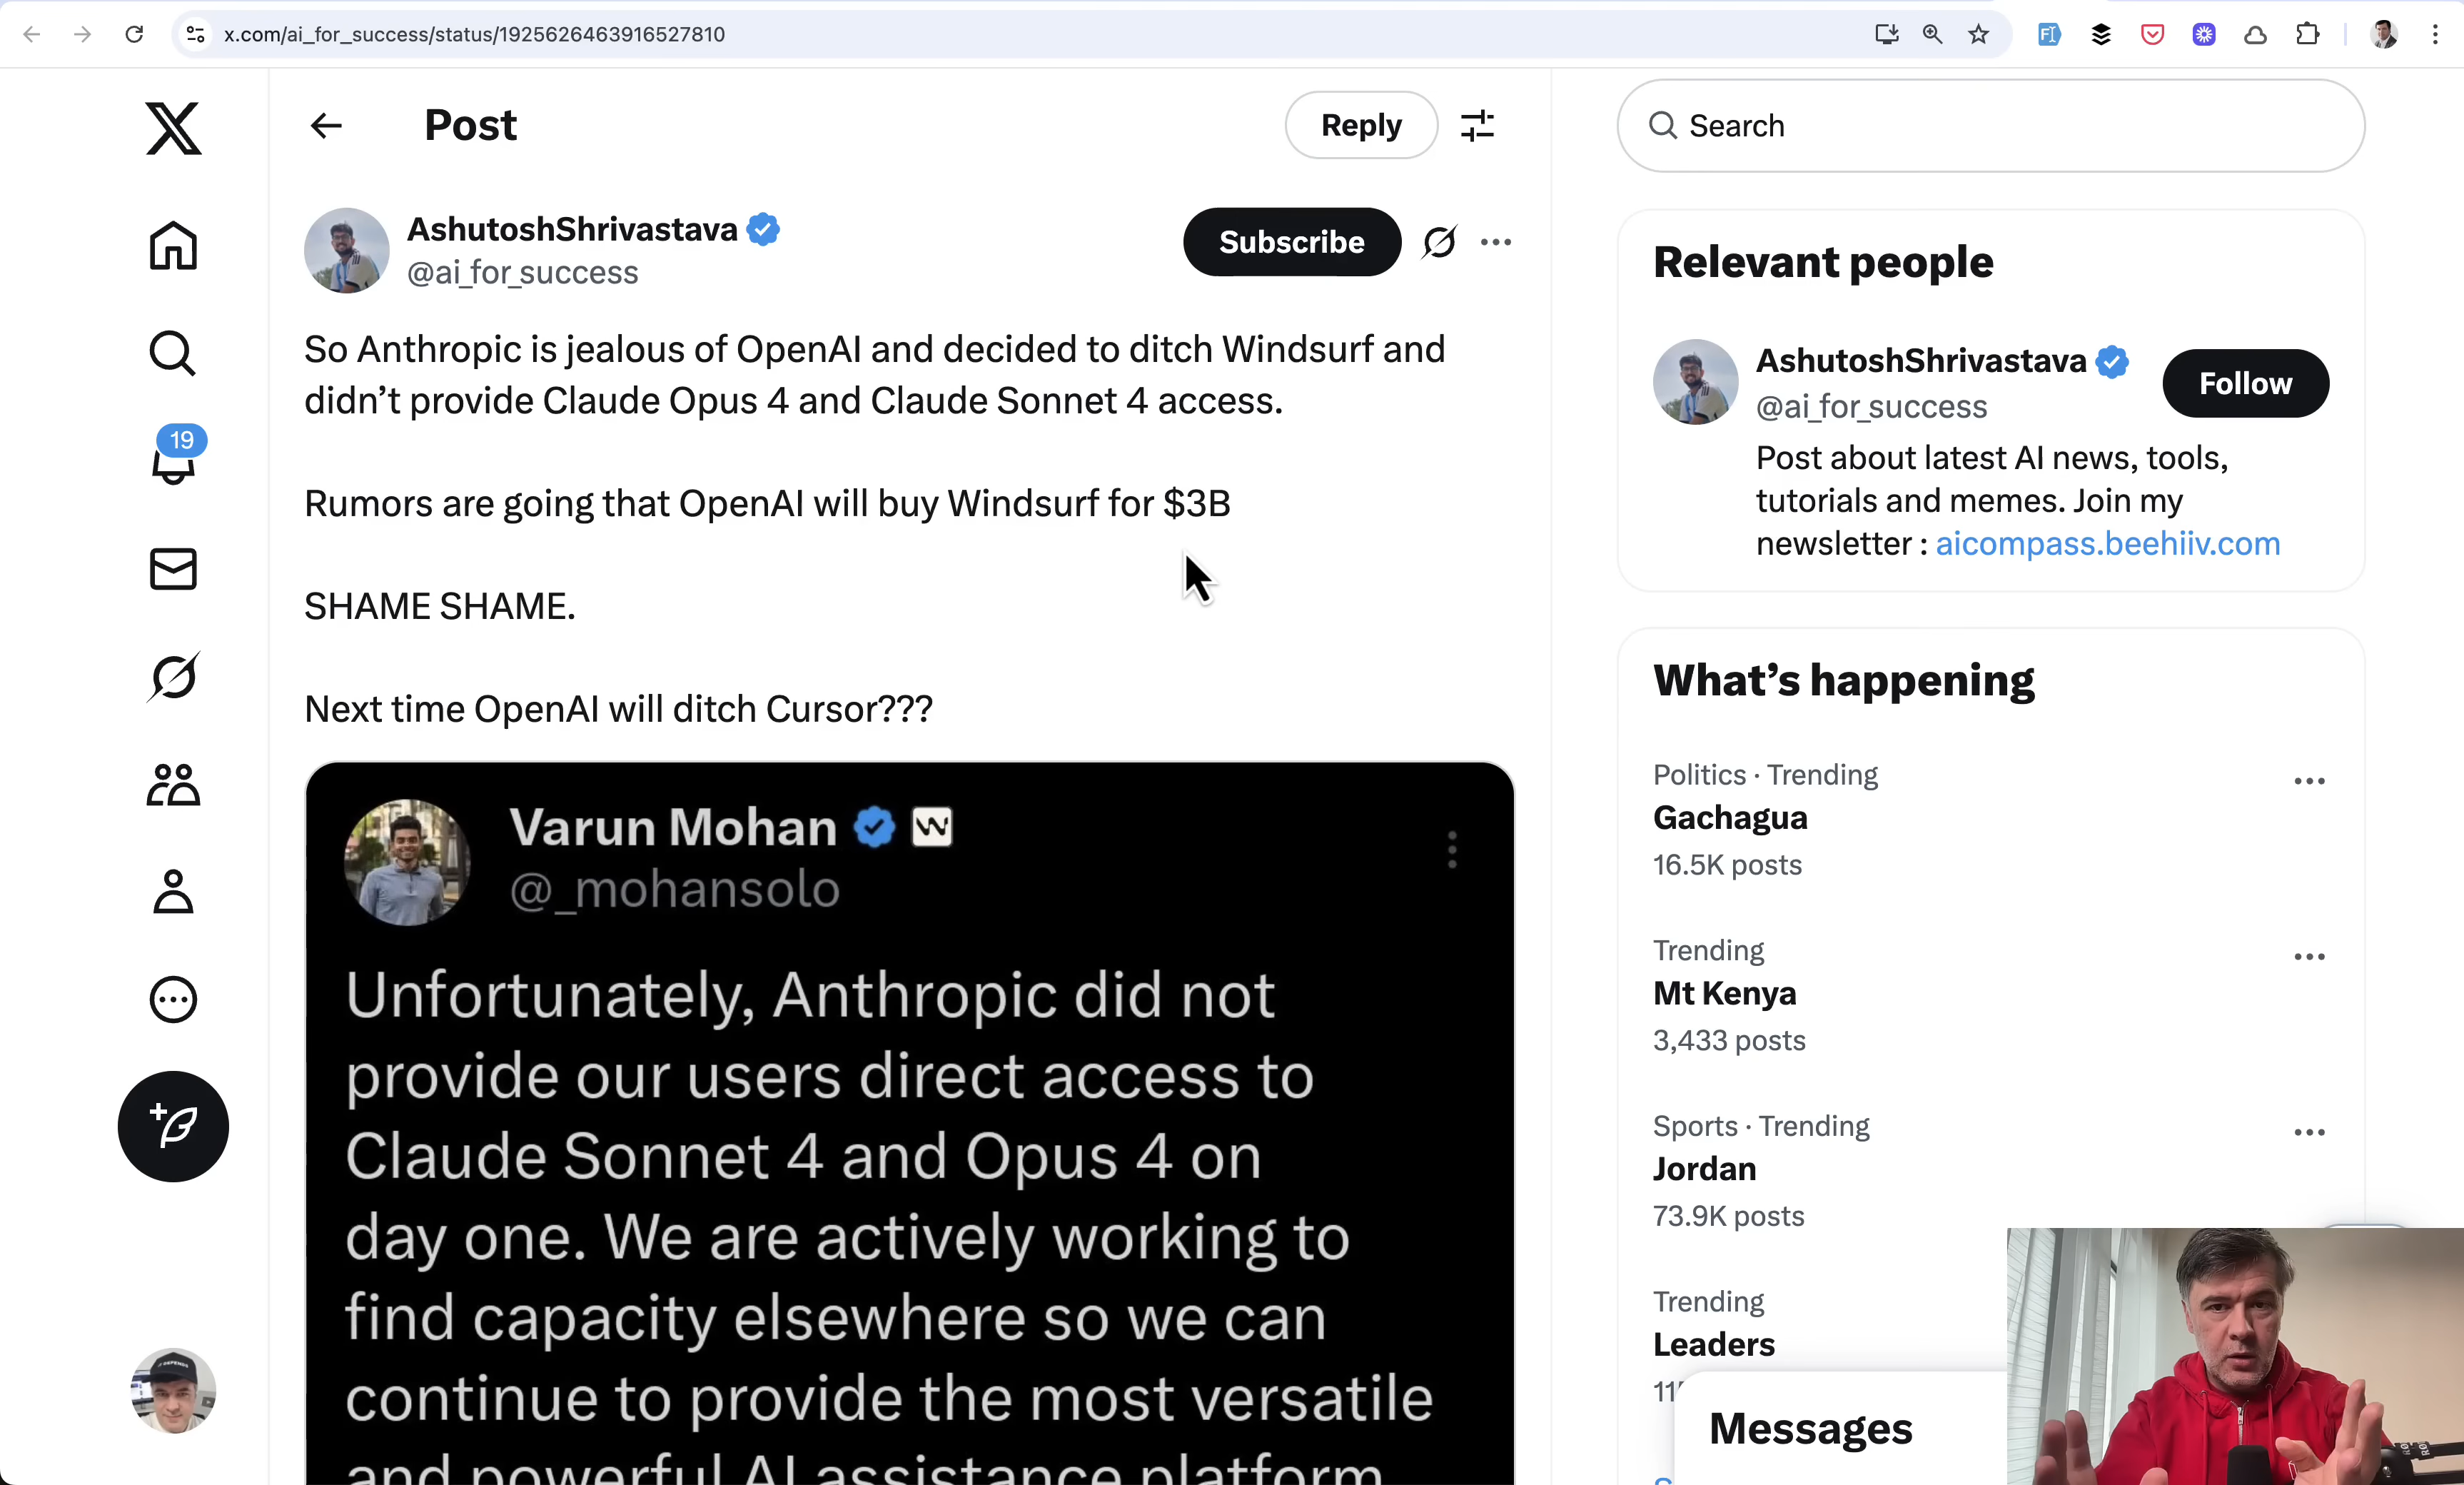 x.com/ai_for_success/status/1925626463916527810
Post
Reply
Search
AshutoshShrivastava
@ai_for_success
Subscribe
So Anthropic is jealous of OpenAI and decided to ditch Windsurf and
didn’t provide Claude Opus 4 and Claude Sonnet 4 access.
Rumors are going that OpenAI will buy Windsurf for $3B
SHAME SHAME.
Next time OpenAI will ditch Cursor???
Varun Mohan
@_mohansolo
Unfortunately, Anthropic did not
provide our users direct access to
Claude Sonnet 4 and Opus 4 on
day one. We are actively working to
find capacity elsewhere so we can
continue to provide the most versatile
and powerful AI assistance platform
19
Relevant people
AshutoshShrivastava
@ai_for_success
Follow
Post about latest AI news, tools,
tutorials and memes. Join my
newsletter : aicompass.beehiiv.com
What’s happening
Politics · Trending
Gachagua
16.5K posts
Trending
Mt Kenya
3,433 posts
Sports · Trending
Jordan
73.9K posts
Trending
Leaders
Messages